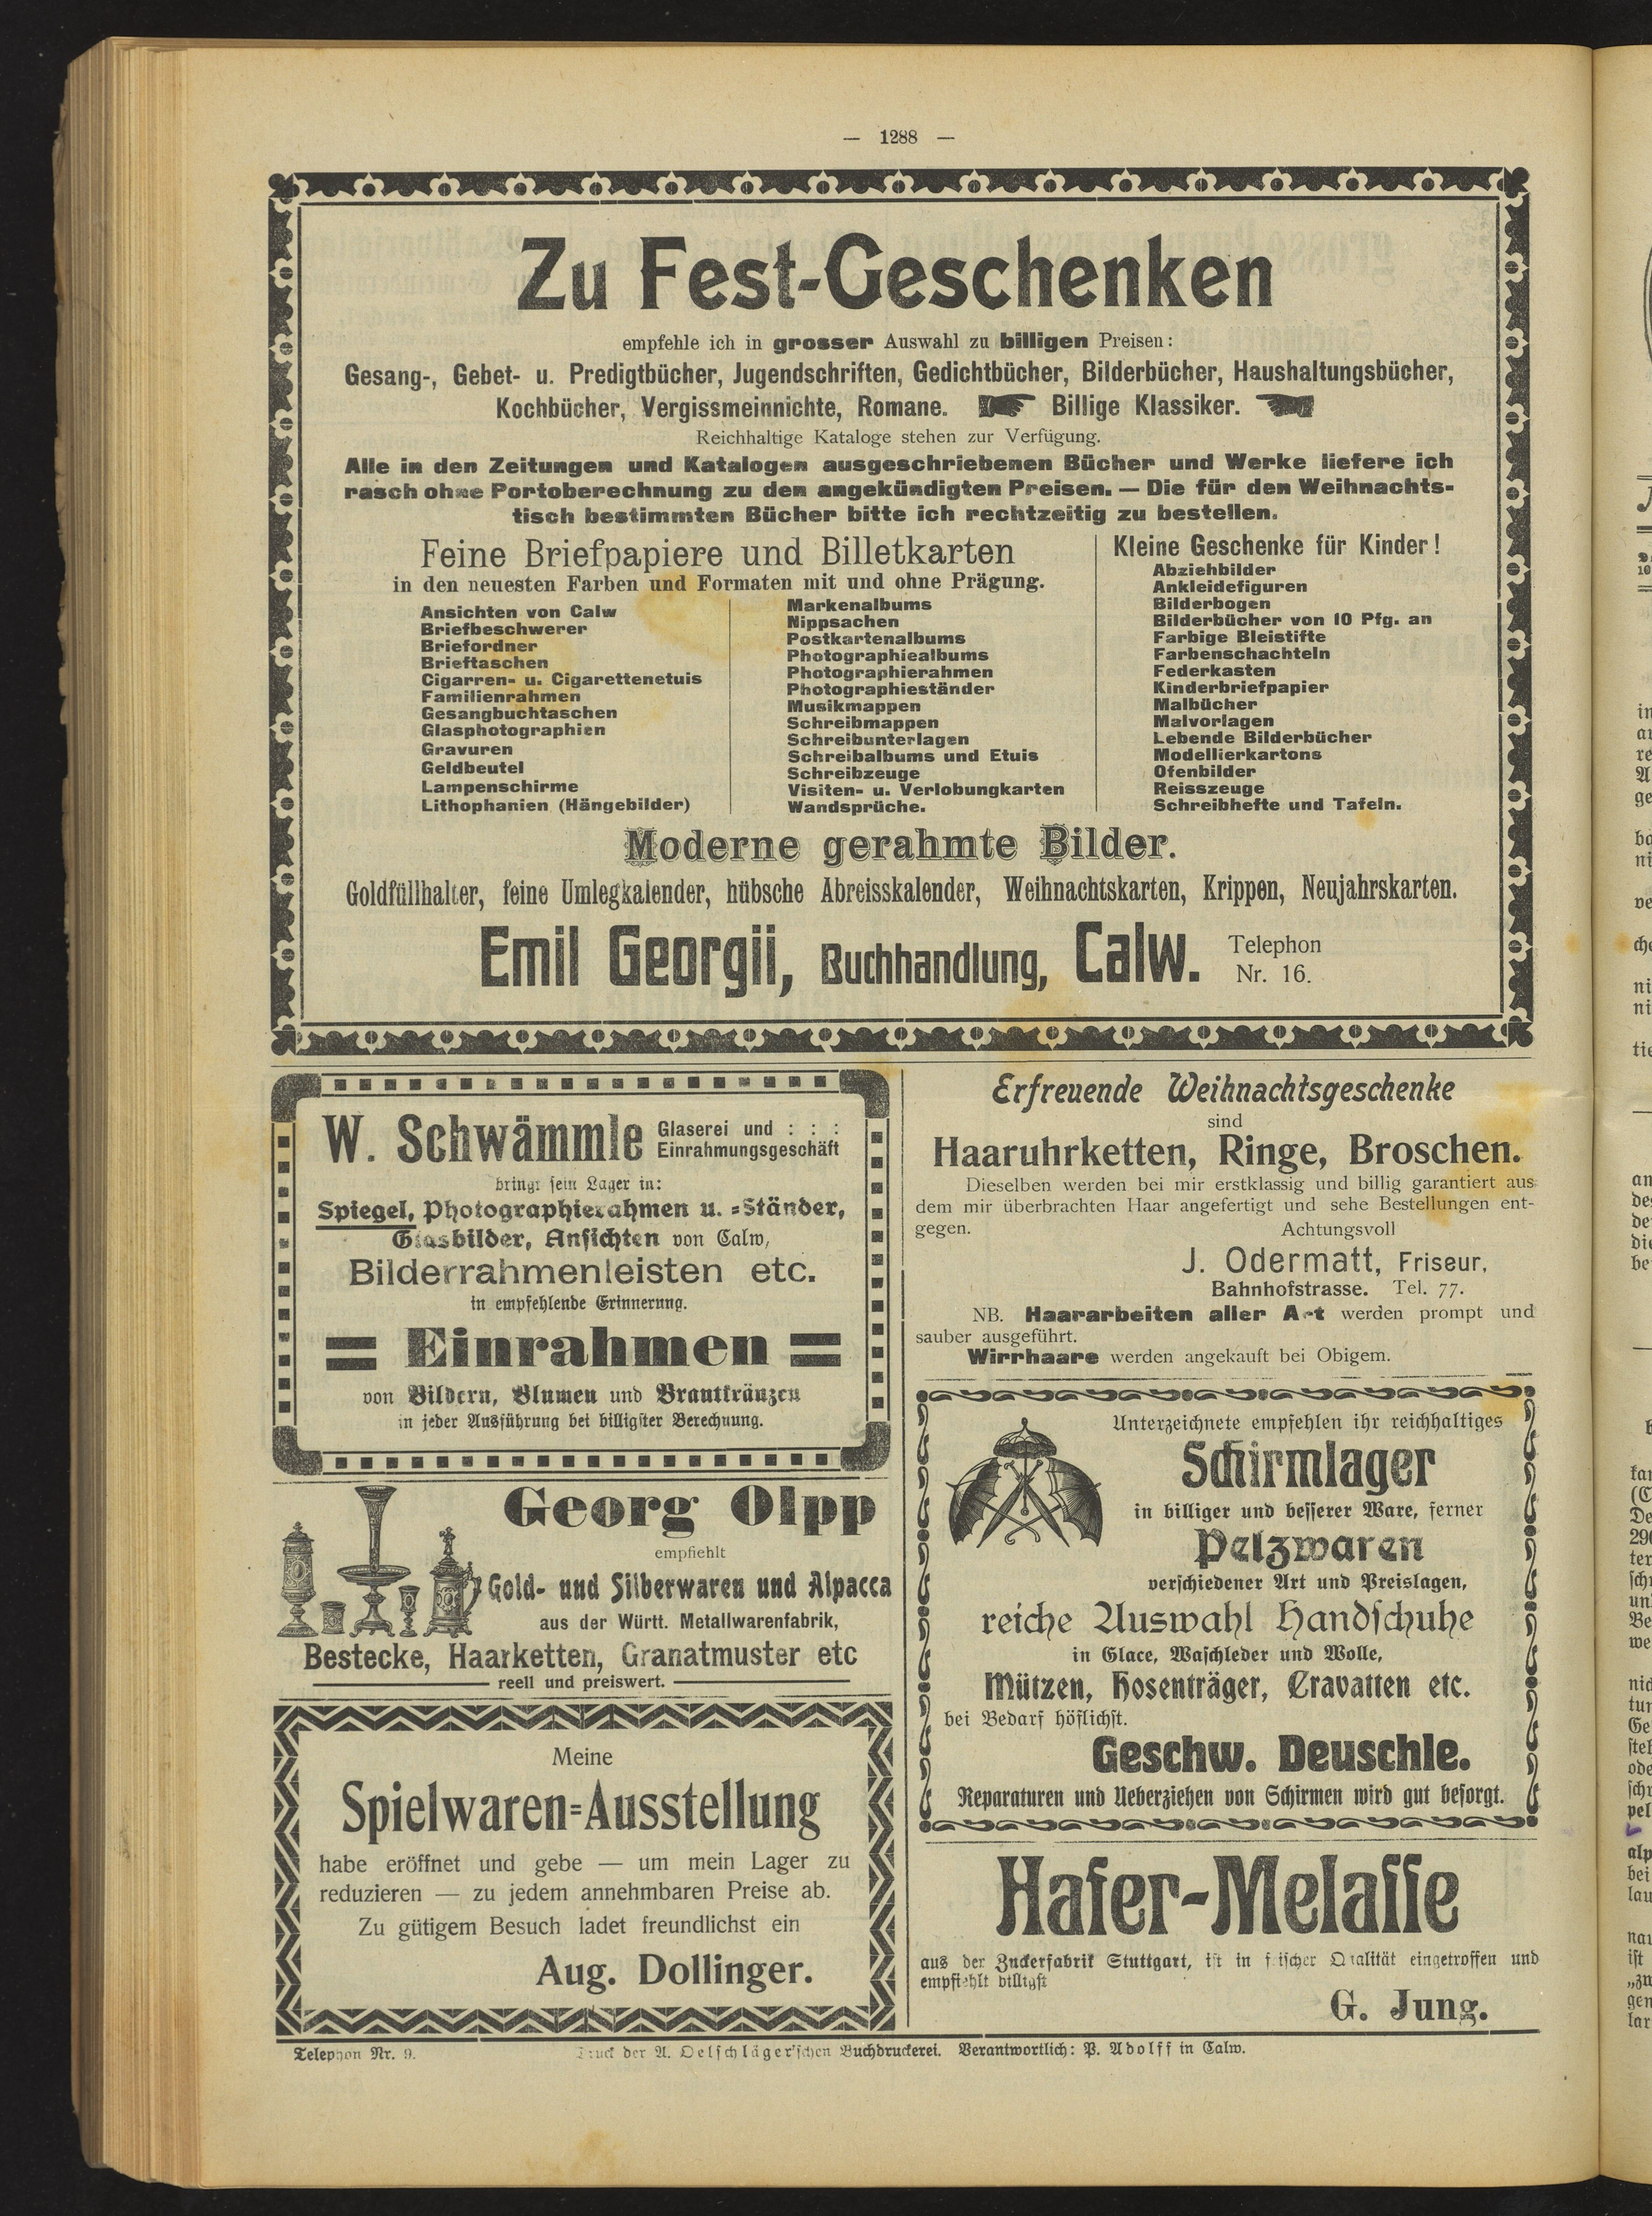 — 1288 —
Zu Fest-Geschenken
empfehle ich in grosser Auswahl zu billigen Preisen:
Gesang-, Gebet- u. Predigtbücher, Jugendschriften, Gedichtbücher, Bilderbücher, Haushaltungsbücher,
Kochbücher, Vergissmeinnichte, Romane. Billige Klassiker.
Reichhaltige Kataloge stehen zur Verfügung.
Alle in den Zeitungen und Katalogen ausgeschriebenen Bücher und Werke liefere ich
rasch ohne Portoberechnung zu den angekündigten Preisen. — Die für den Weihnachts-
tisch bestimmten Bücher bitte ich rechtzeitig zu bestellen.
Feine Briefpapiere und Billetkarten
in den neuesten Farben und Formaten mit und ohne Prägung.
Ansichten von Calw
Briefbeschwerer
Briefordner
Brieftaschen
Cigarren- u. Cigarettenetuis
Familienrahmen
Gesangbuchtaschen
Glasphotographien
Gravuren
Geldbeutel
Lampenschirme
Lithophanien (Hängebilder)
Markenalbums
Nippsachen
Postkartenalbums
Photographiealbums
Photographierahmen
Photographieständer
Musikmappen
Schreibmappen
Schreibunterlagen
Schreibalbums und Etuis
Schreibzeuge
Visiten- u. Verlobungkarten
Wandsprüche.
Kleine Geschenke für Kinder!
Abziehbilder
Ankleidefiguren
Bilderbogen
Bilderbücher von 10 Pfg. an
Farbige Bleistifte
Farbenschachteln
Federkasten
Kinderbriefpapier
Malbücher
Malvorlagen
Lebende Bilderbücher
Modellierkartons
Ofenbilder
Reisszeuge
Schreibhefte und Tafeln.
Moderne gerahmte Bilder.
Goldfüllhalter, feine Umlegkalender, hübsche Abreisskalender, Weihnachtskarten, Krippen, Neujahrskarten.
Emil Georgii, Buchhandlung, Calw. Telephon
Nr. 16.
W. Schwämmle Glaserei und : : :
Einrahmungsgeschäft
bringt sein Lager in:
Spiegel, Photographierahmen u. =Ständer,
Glasbilder, Ansichten von Calw,
Bilderrahmenleisten etc.
in empfehlende Erinnerung.
= Einrahmen =
von Bildern, Blumen und Brautkränzen
in jeder Ausführung bei billigster Berechnung.
Georg Olpp
empfiehlt
Gold- und Silberwaren und Alpacca
aus der Württ. Metallwarenfabrik,
Bestecke, Haarketten, Granatmuster etc
reell und preiswert.
Meine
Spielwaren=Ausstellung
habe eröffnet und gebe — um mein Lager zu
reduzieren — zu jedem annehmbaren Preise ab.
Zu gütigem Besuch ladet freundlichst ein
Aug. Dollinger.
Erfreuende Weihnachtsgeschenke
sind
Haaruhrketten, Ringe, Broschen.
Dieselben werden bei mir erstklassig und billig garantiert aus
dem mir überbrachten Haar angefertigt und sehe Bestellungen ent-
gegen. Achtungsvoll
J. Odermatt, Friseur,
Bahnhofstrasse. Tel. 77.
NB. Haararbeiten aller Art werden prompt und
sauber ausgeführt.
Wirrhaare werden angekauft bei Obigem.
Unterzeichnete empfehlen ihr reichhaltiges
Schirmlager
in billiger und besserer Ware, ferner
Pelzwaren
verschiedener Art und Preislagen,
reiche Auswahl Handschuhe
in Glace, Waschleder und Wolle,
Mützen, Hosenträger, Cravatten etc.
bei Bedarf höflichst.
Geschw. Deuschle.
Reparaturen und Ueberziehen von Schirmen wird gut besorgt.
Hafer-Melasse
aus der Zuckerfabrik Stuttgart, ist in frischer Qualität eingetroffen und
empfiehlt billigst
G. Jung.
Telephon Nr. 9. Druck der A. Oelschläger'schen Buchdruckerei. Verantwortlich: P. Adolff in Calw.